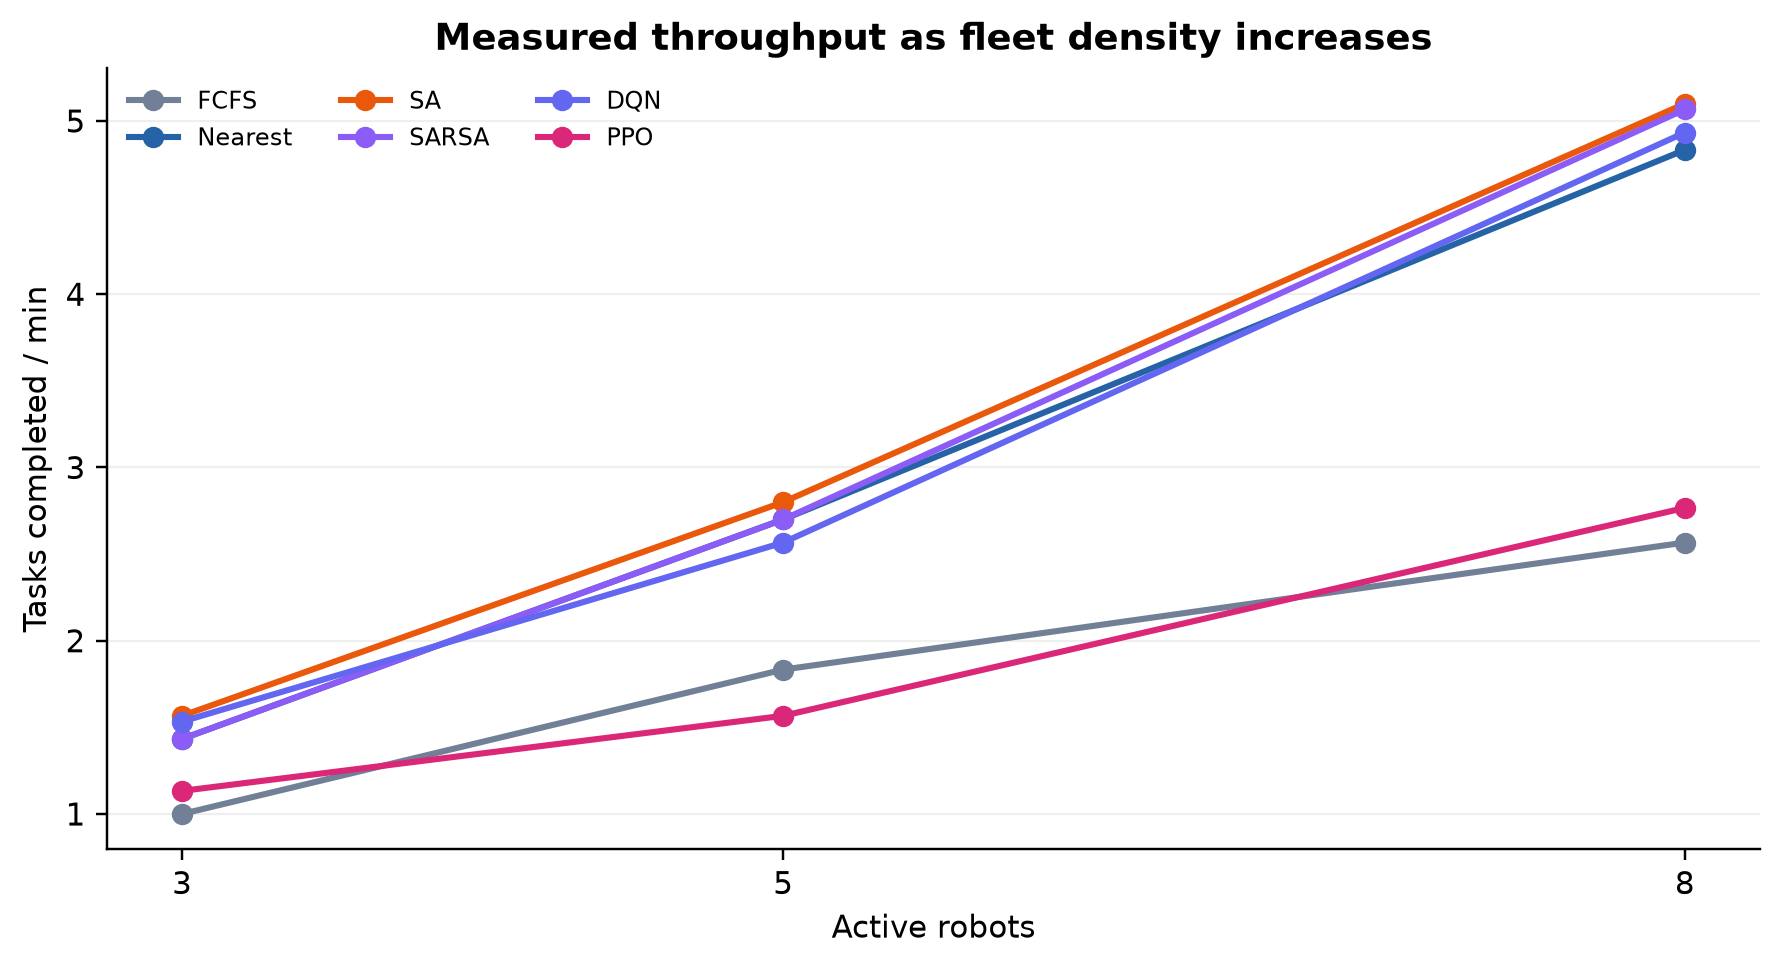 Measured throughput as fleet density increases
FCFS
Nearest
SA
SARSA
DQN
PPO
Tasks completed / min
5
4
3
2
1
3
5
8
Active robots